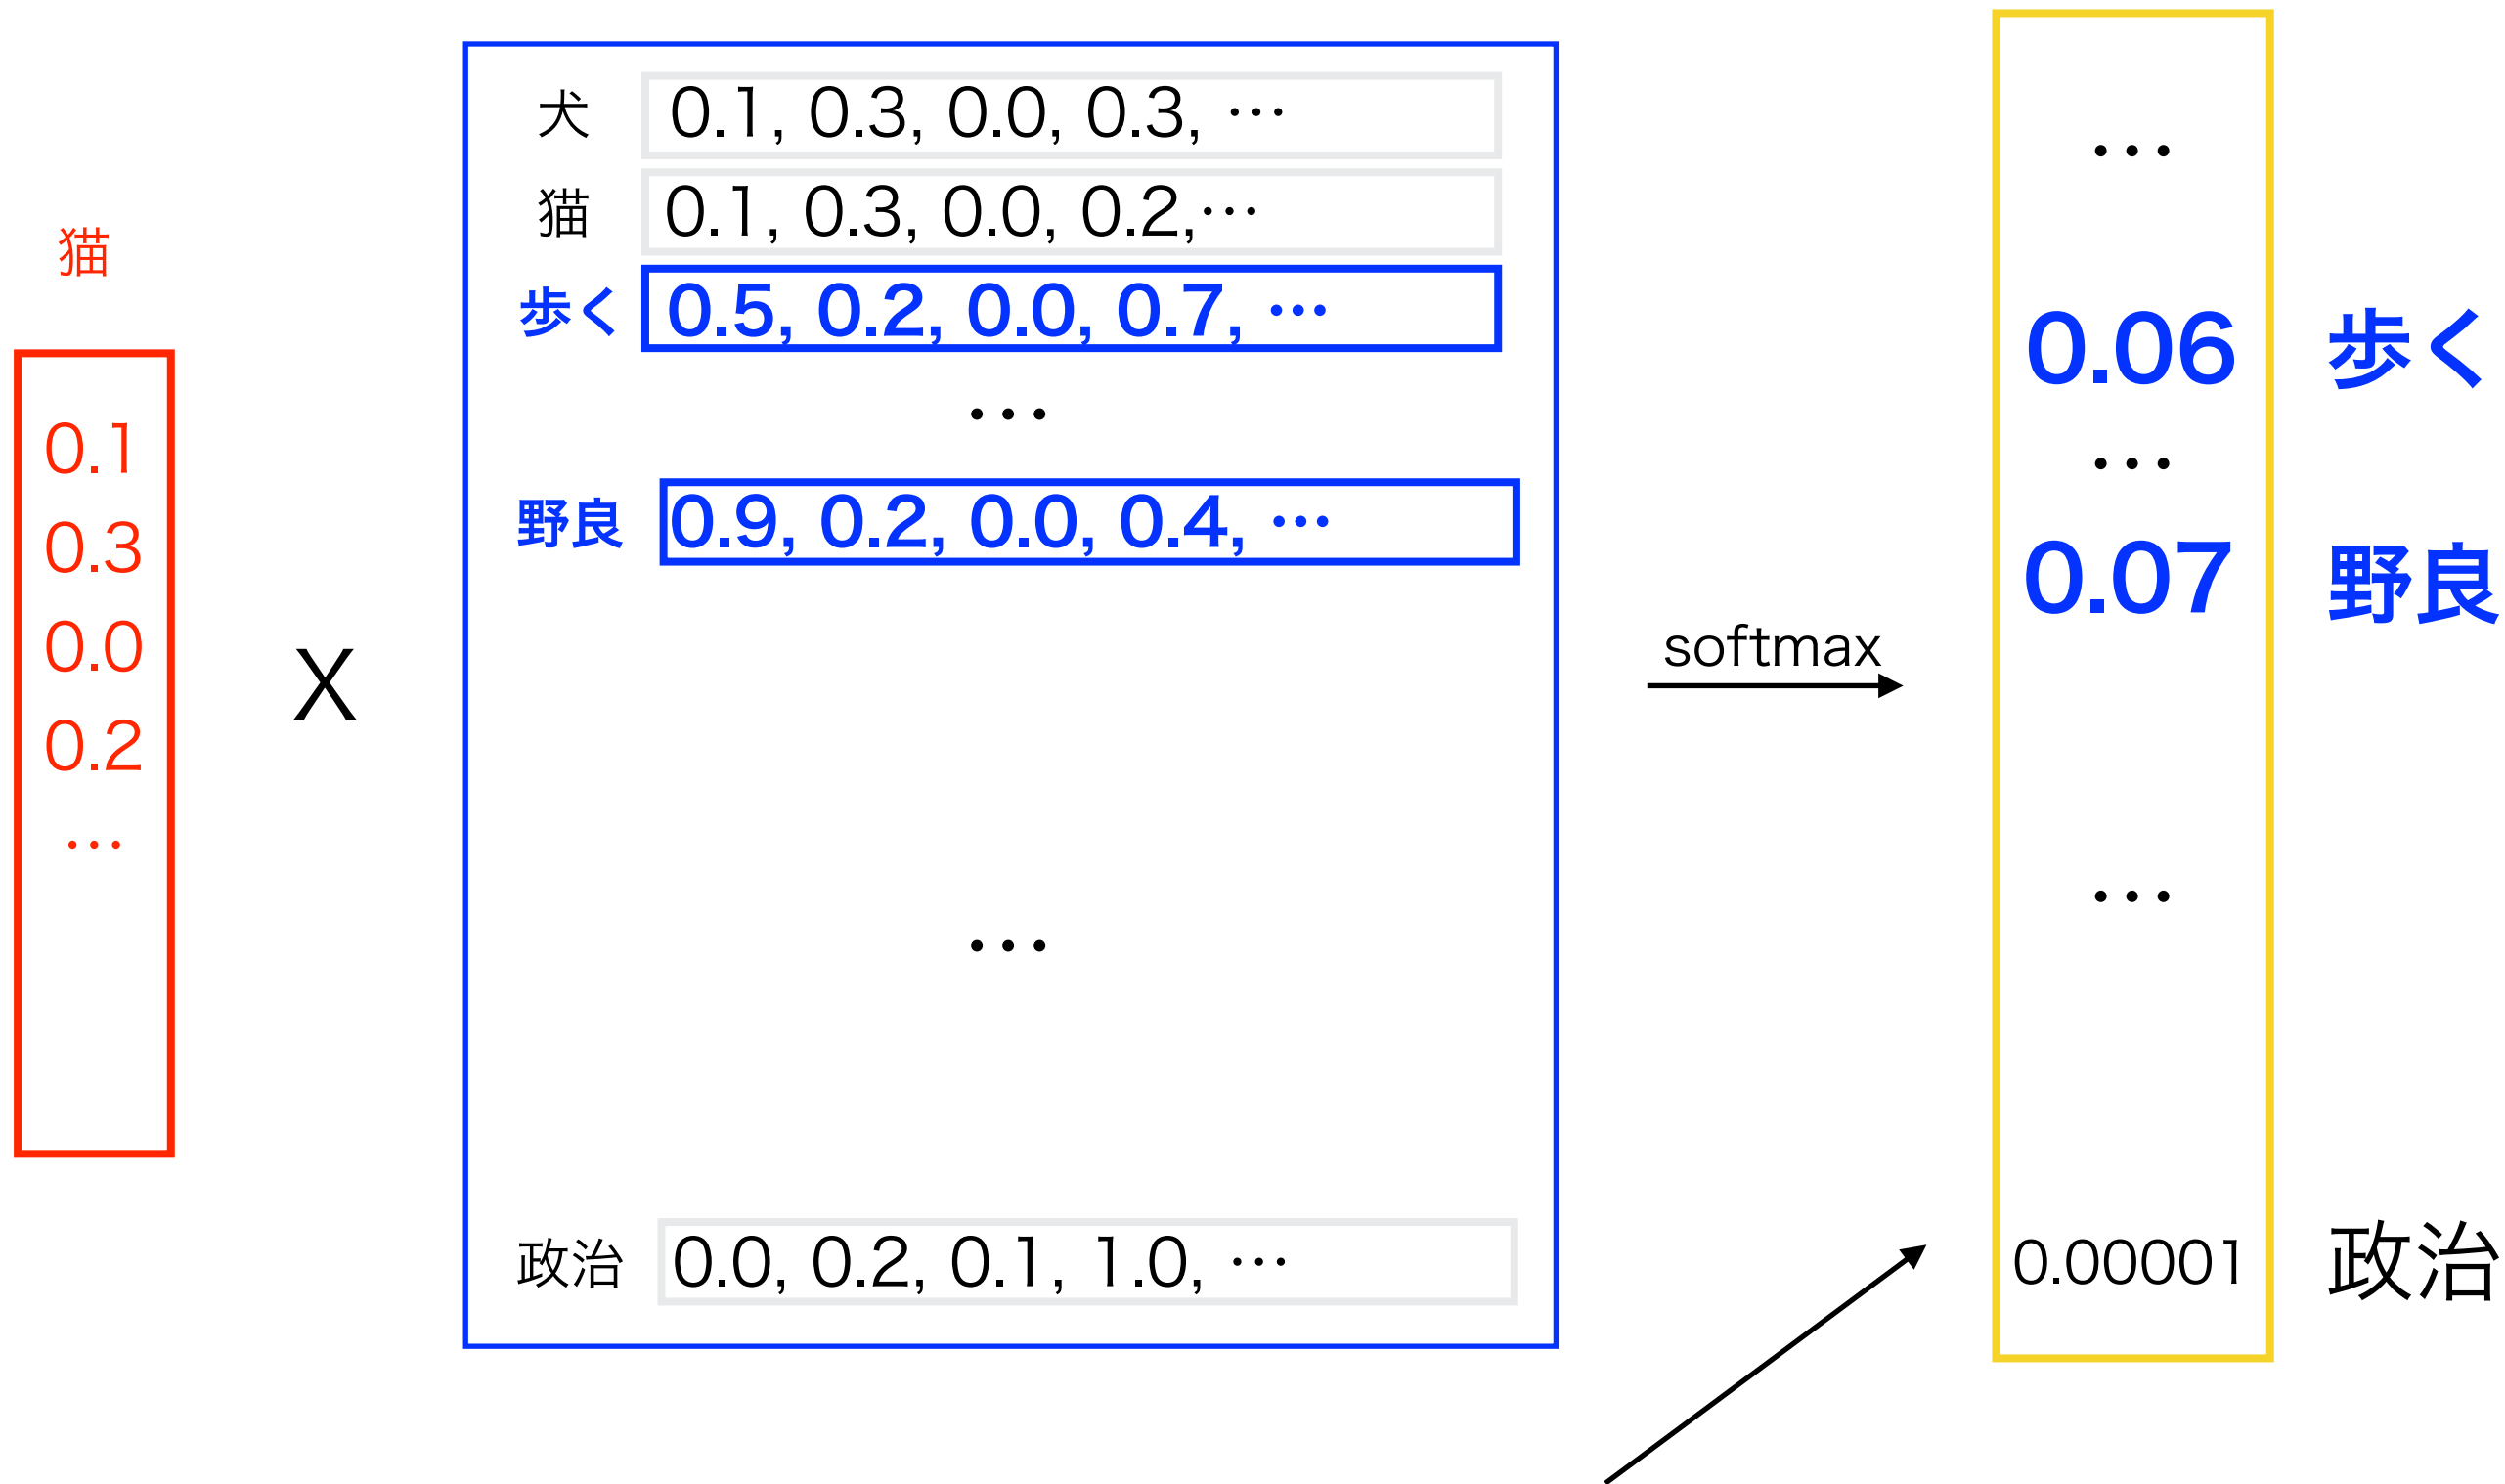 猫
0.1
0.3
0.0
0.2
…
X
犬 0.1, 0.3, 0.0, 0.3, …
猫 0.1, 0.3, 0.0, 0.2,…
歩く 0.5, 0.2, 0.0, 0.7, …
…
野良 0.9, 0.2, 0.0, 0.4, …
…
政治 0.0, 0.2, 0.1, 1.0, …
softmax
…
0.06 歩く
…
0.07 野良
…
0.00001 政治